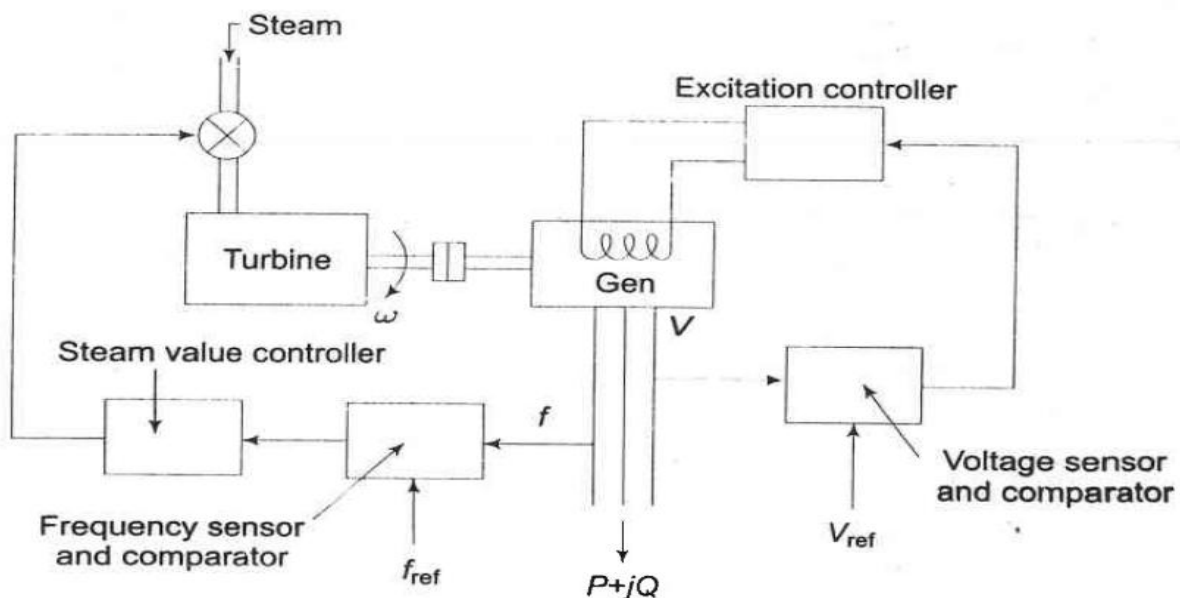 Steam
Excitation controller
Turbine
Gen
ω
V
Steam value controller
f
Voltage sensor
and comparator
Frequency sensor
and comparator
f_ref
V_ref
P+jQ